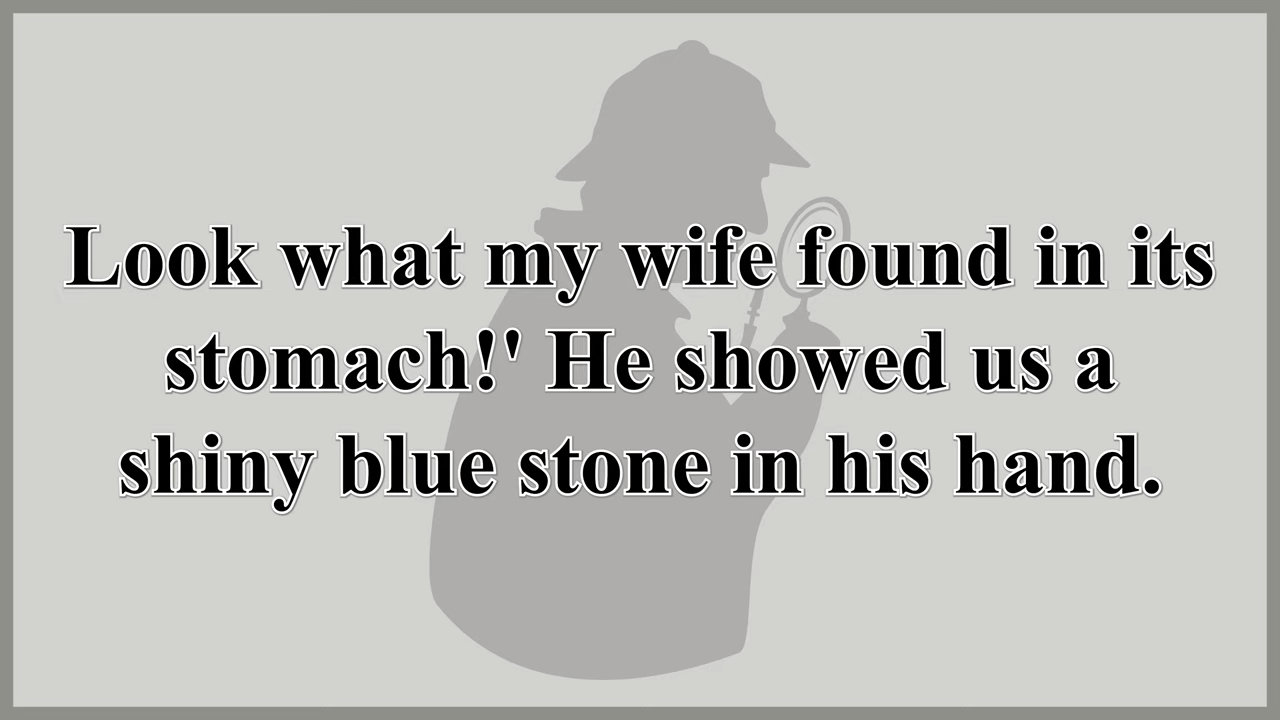 Look what my wife found in its
stomach!' He showed us a
shiny blue stone in his hand.